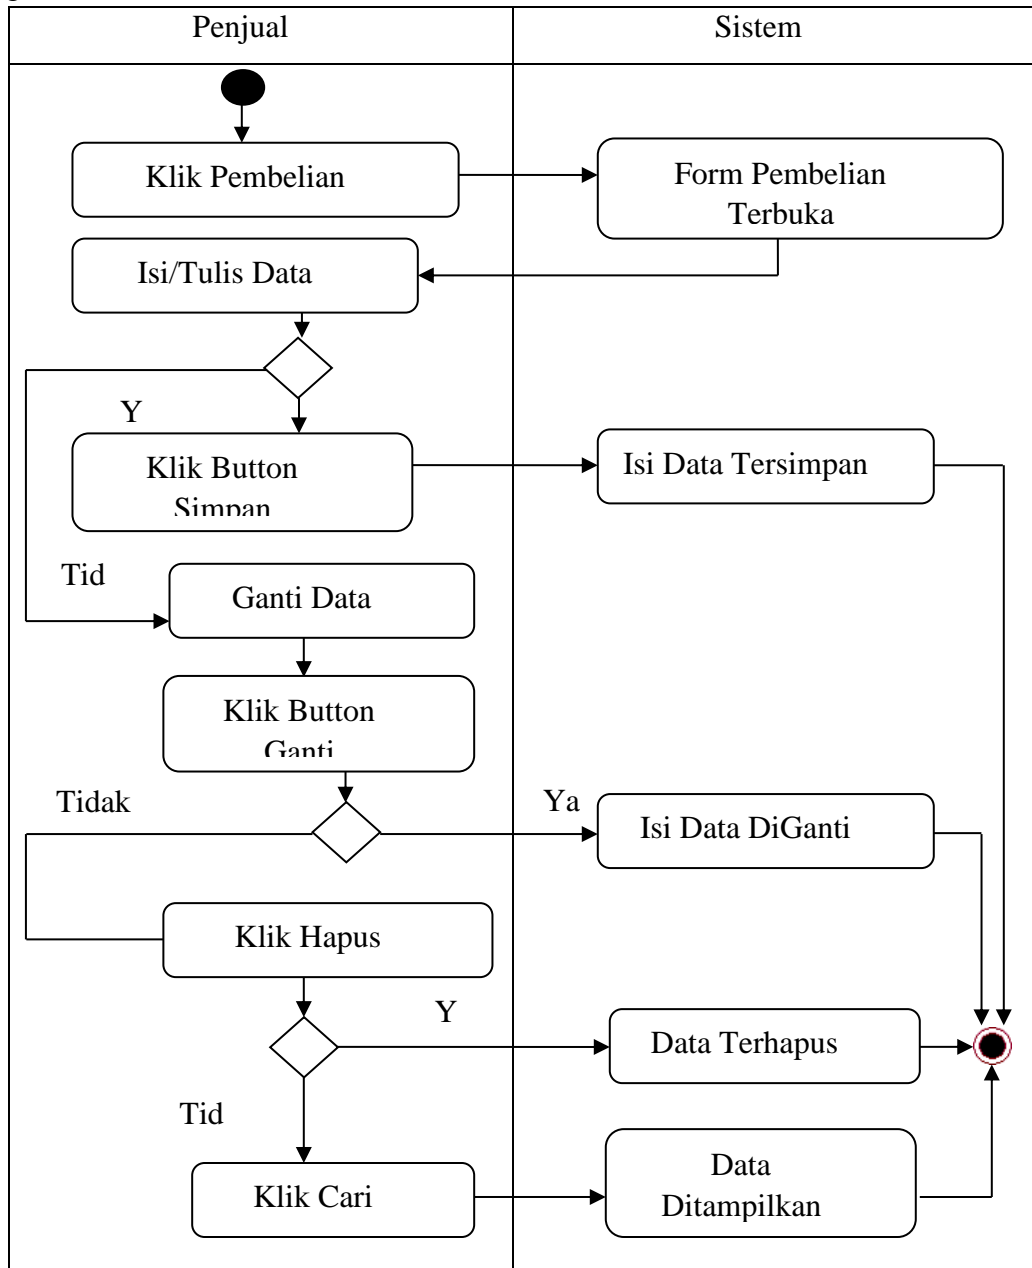 Penjual
Sistem
Klik Pembelian
Form Pembelian
Terbuka
Isi/Tulis Data
Y
Klik Button
Simpan
Isi Data Tersimpan
Tid
Ganti Data
Klik Button
Ganti
Tidak
Ya
Isi Data DiGanti
Klik Hapus
Y
Data Terhapus
Tid
Klik Cari
Data
Ditampilkan